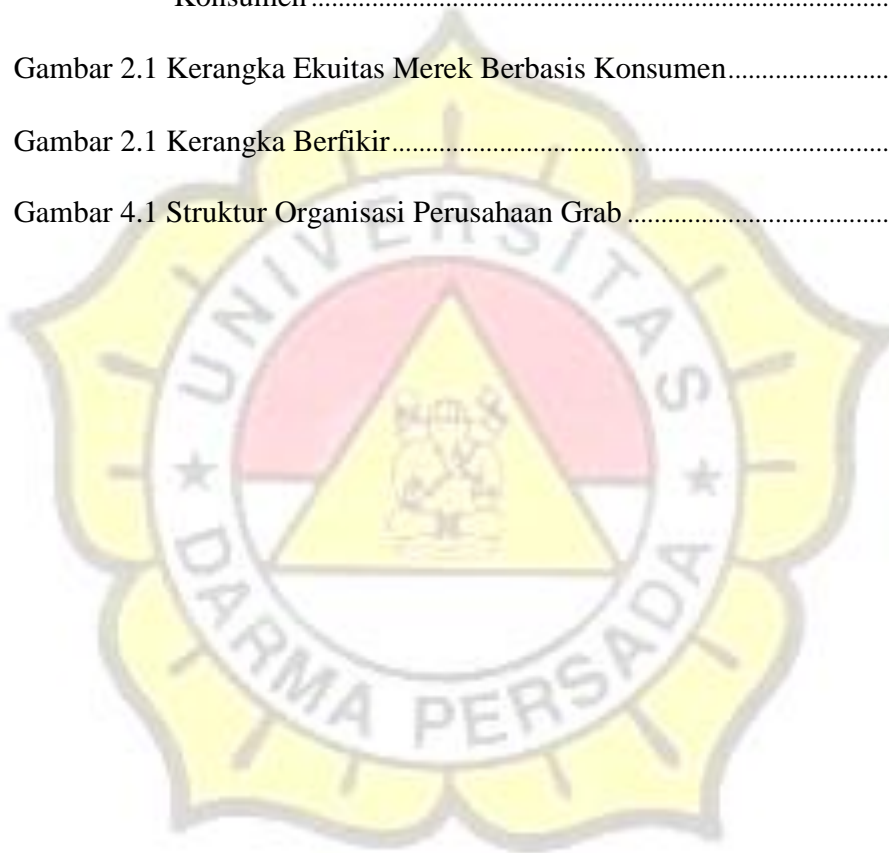 Konsumen................................................................................
Gambar 2.1 Kerangka Ekuitas Merek Berbasis Konsumen.....................
Gambar 2.1 Kerangka Berfikir..............................................................
Gambar 4.1 Struktur Organisasi Perusahaan Grab.................................
UNIVERSITAS
DARMA PERSADA